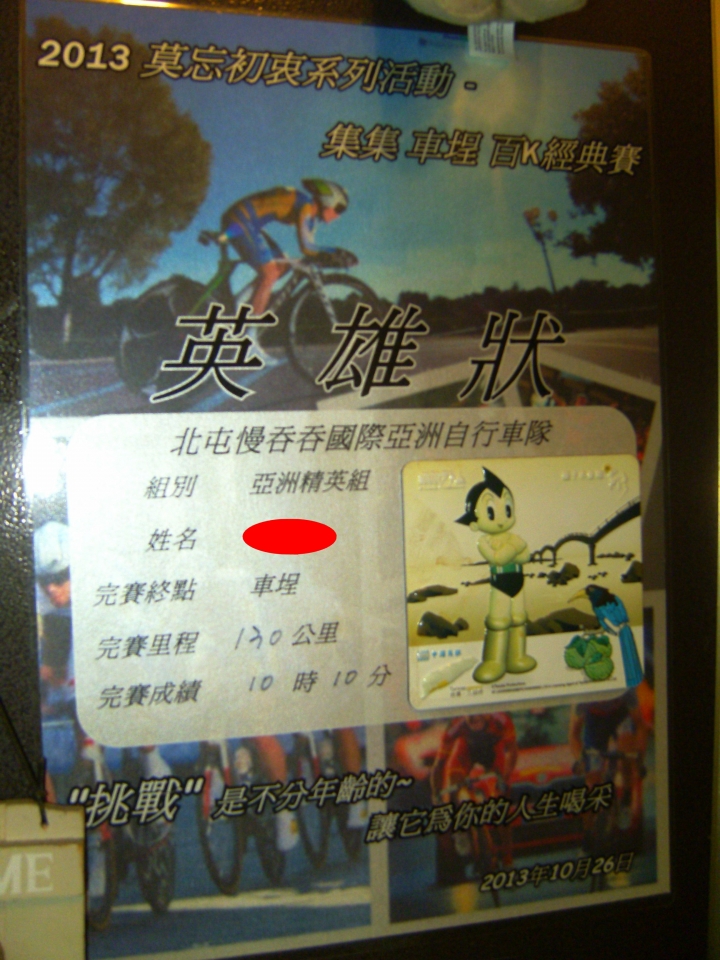 2013 莫忘初衷系列活動 -
集集 車埕 百K經典賽
英雄狀
北屯慢吞吞國際亞洲自行車隊
組別 亞洲精英組
姓名
完賽終點 車埕
完賽里程 130公里
完賽成績 10 時 10 分
"挑戰" 是不分年齡的~
讓它為你的人生喝采
2013年10月26日
ME